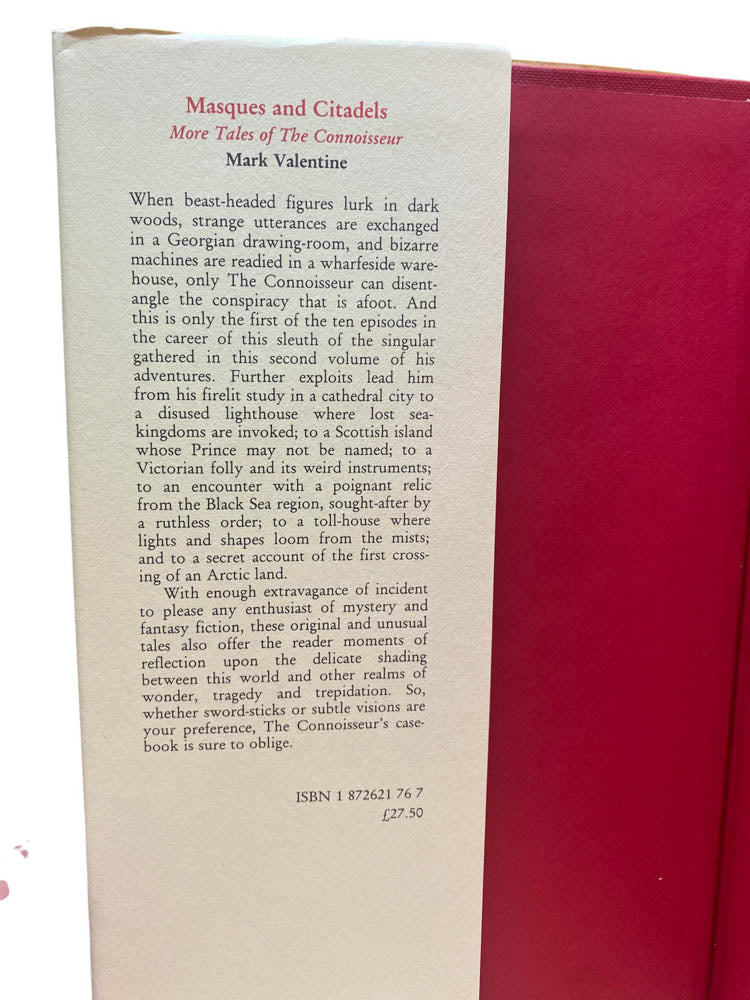 Masques and Citadels
More Tales of The Connoisseur
Mark Valentine
When beast-headed figures lurk in dark
woods, strange utterances are exchanged
in a Georgian drawing-room, and bizarre
machines are readied in a wharfeside ware-
house, only The Connoisseur can disent-
angle the conspiracy that is afoot. And
this is only the first of the ten episodes in
the career of this sleuth of the singular
gathered in this second volume of his
adventures. Further exploits lead him
from his firelit study in a cathedral city to
a disused lighthouse where lost sea-
kingdoms are invoked; to a Scottish island
whose Prince may not be named; to a
Victorian folly and its weird instruments;
to an encounter with a poignant relic
from the Black Sea region, sought-after by
a ruthless order; to a toll-house where
lights and shapes loom from the mists;
and to a secret account of the first cross-
ing of an Arctic land.
With enough extravagance of incident
to please any enthusiast of mystery and
fantasy fiction, these original and unusual
tales also offer the reader moments of
reflection upon the delicate shading
between this world and other realms of
wonder, tragedy and trepidation. So,
whether sword-sticks or subtle visions are
your preference, The Connoisseur's case-
book is sure to oblige.
ISBN 1 872621 76 7
£27.50